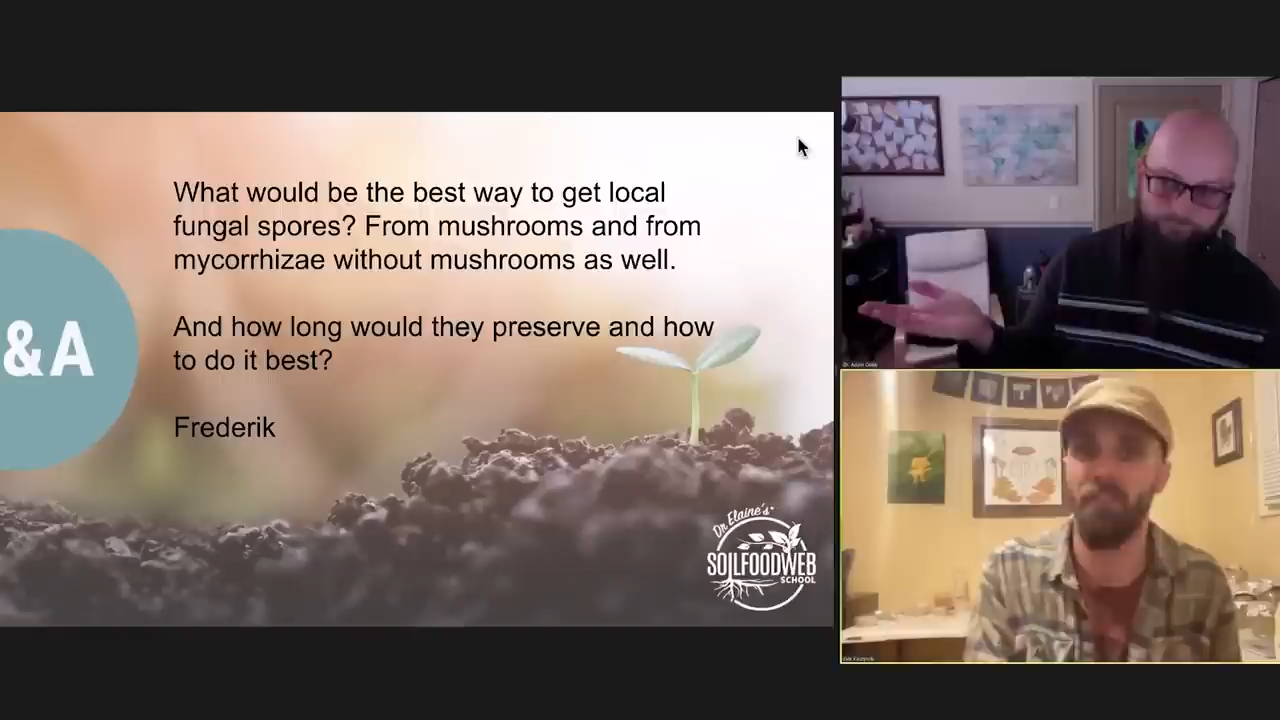 What would be the best way to get local
fungal spores? From mushrooms and from
mycorrhizae without mushrooms as well.
And how long would they preserve and how
to do it best?
Frederik
&A
Dr Elaine's
SOILFOODWEB
SCHOOL